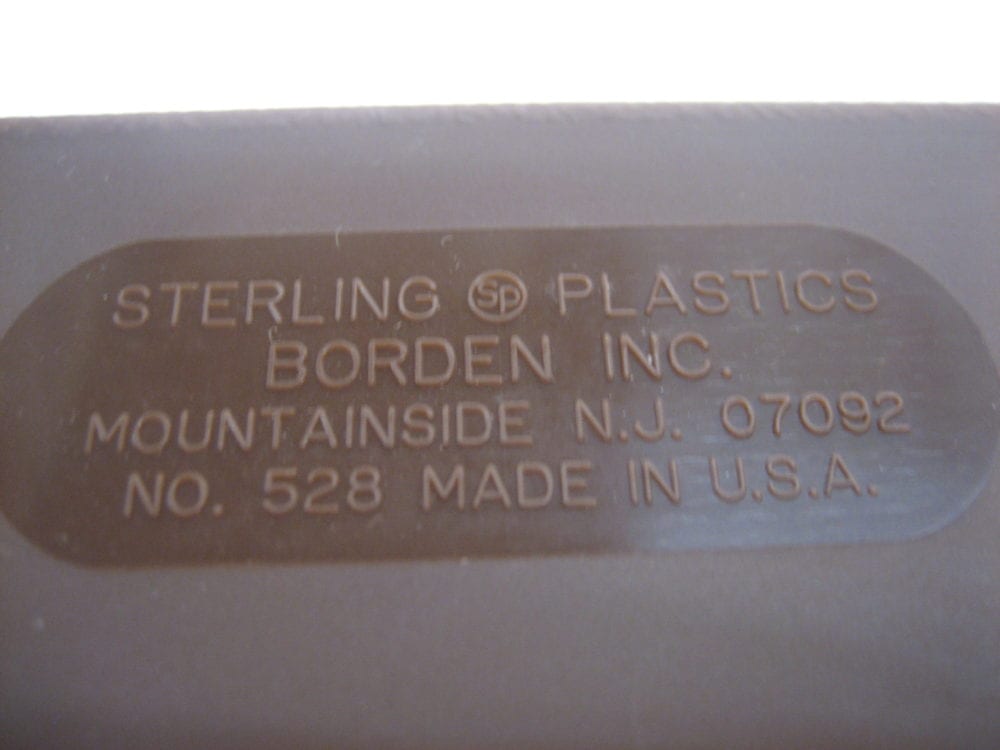 STERLING SP PLASTICS
BORDEN INC.
MOUNTAINSIDE N.J. 07092
NO. 528 MADE IN U.S.A.